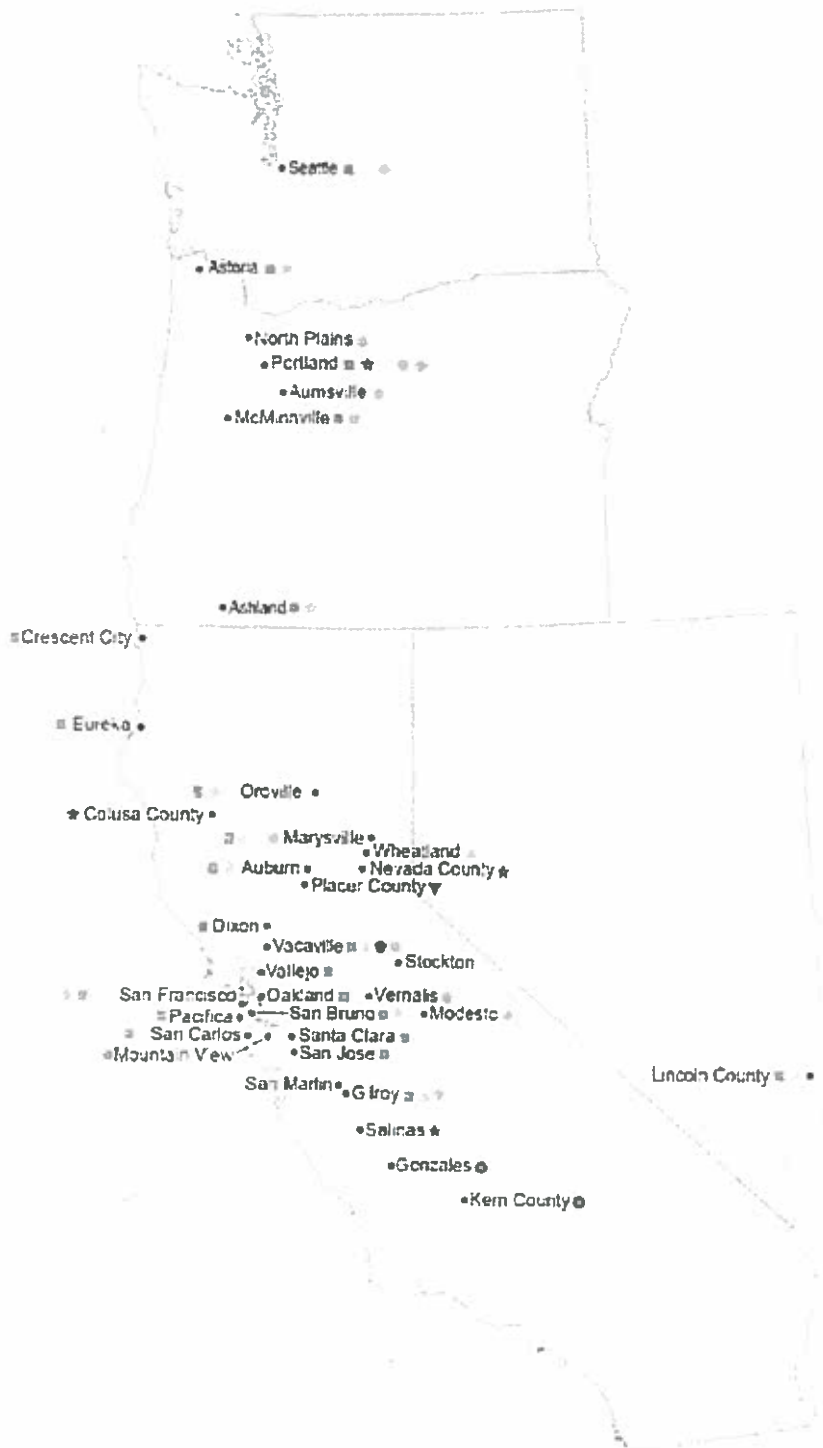 Seattle
Astoria
North Plains
Portland
Aumsville
McMinnville
Ashland
Crescent City
Eureka
Oroville
Colusa County
Marysville
Wheatland
Auburn
Nevada County
Placer County
Dixon
Vacaville
Stockton
Vallejo
San Francisco
Oakland
Vernalis
Pacifica
San Bruno
Modesto
San Carlos
Santa Clara
Mountain View
San Jose
Lincoln County
San Martin
Gilroy
Salinas
Gonzales
Kern County